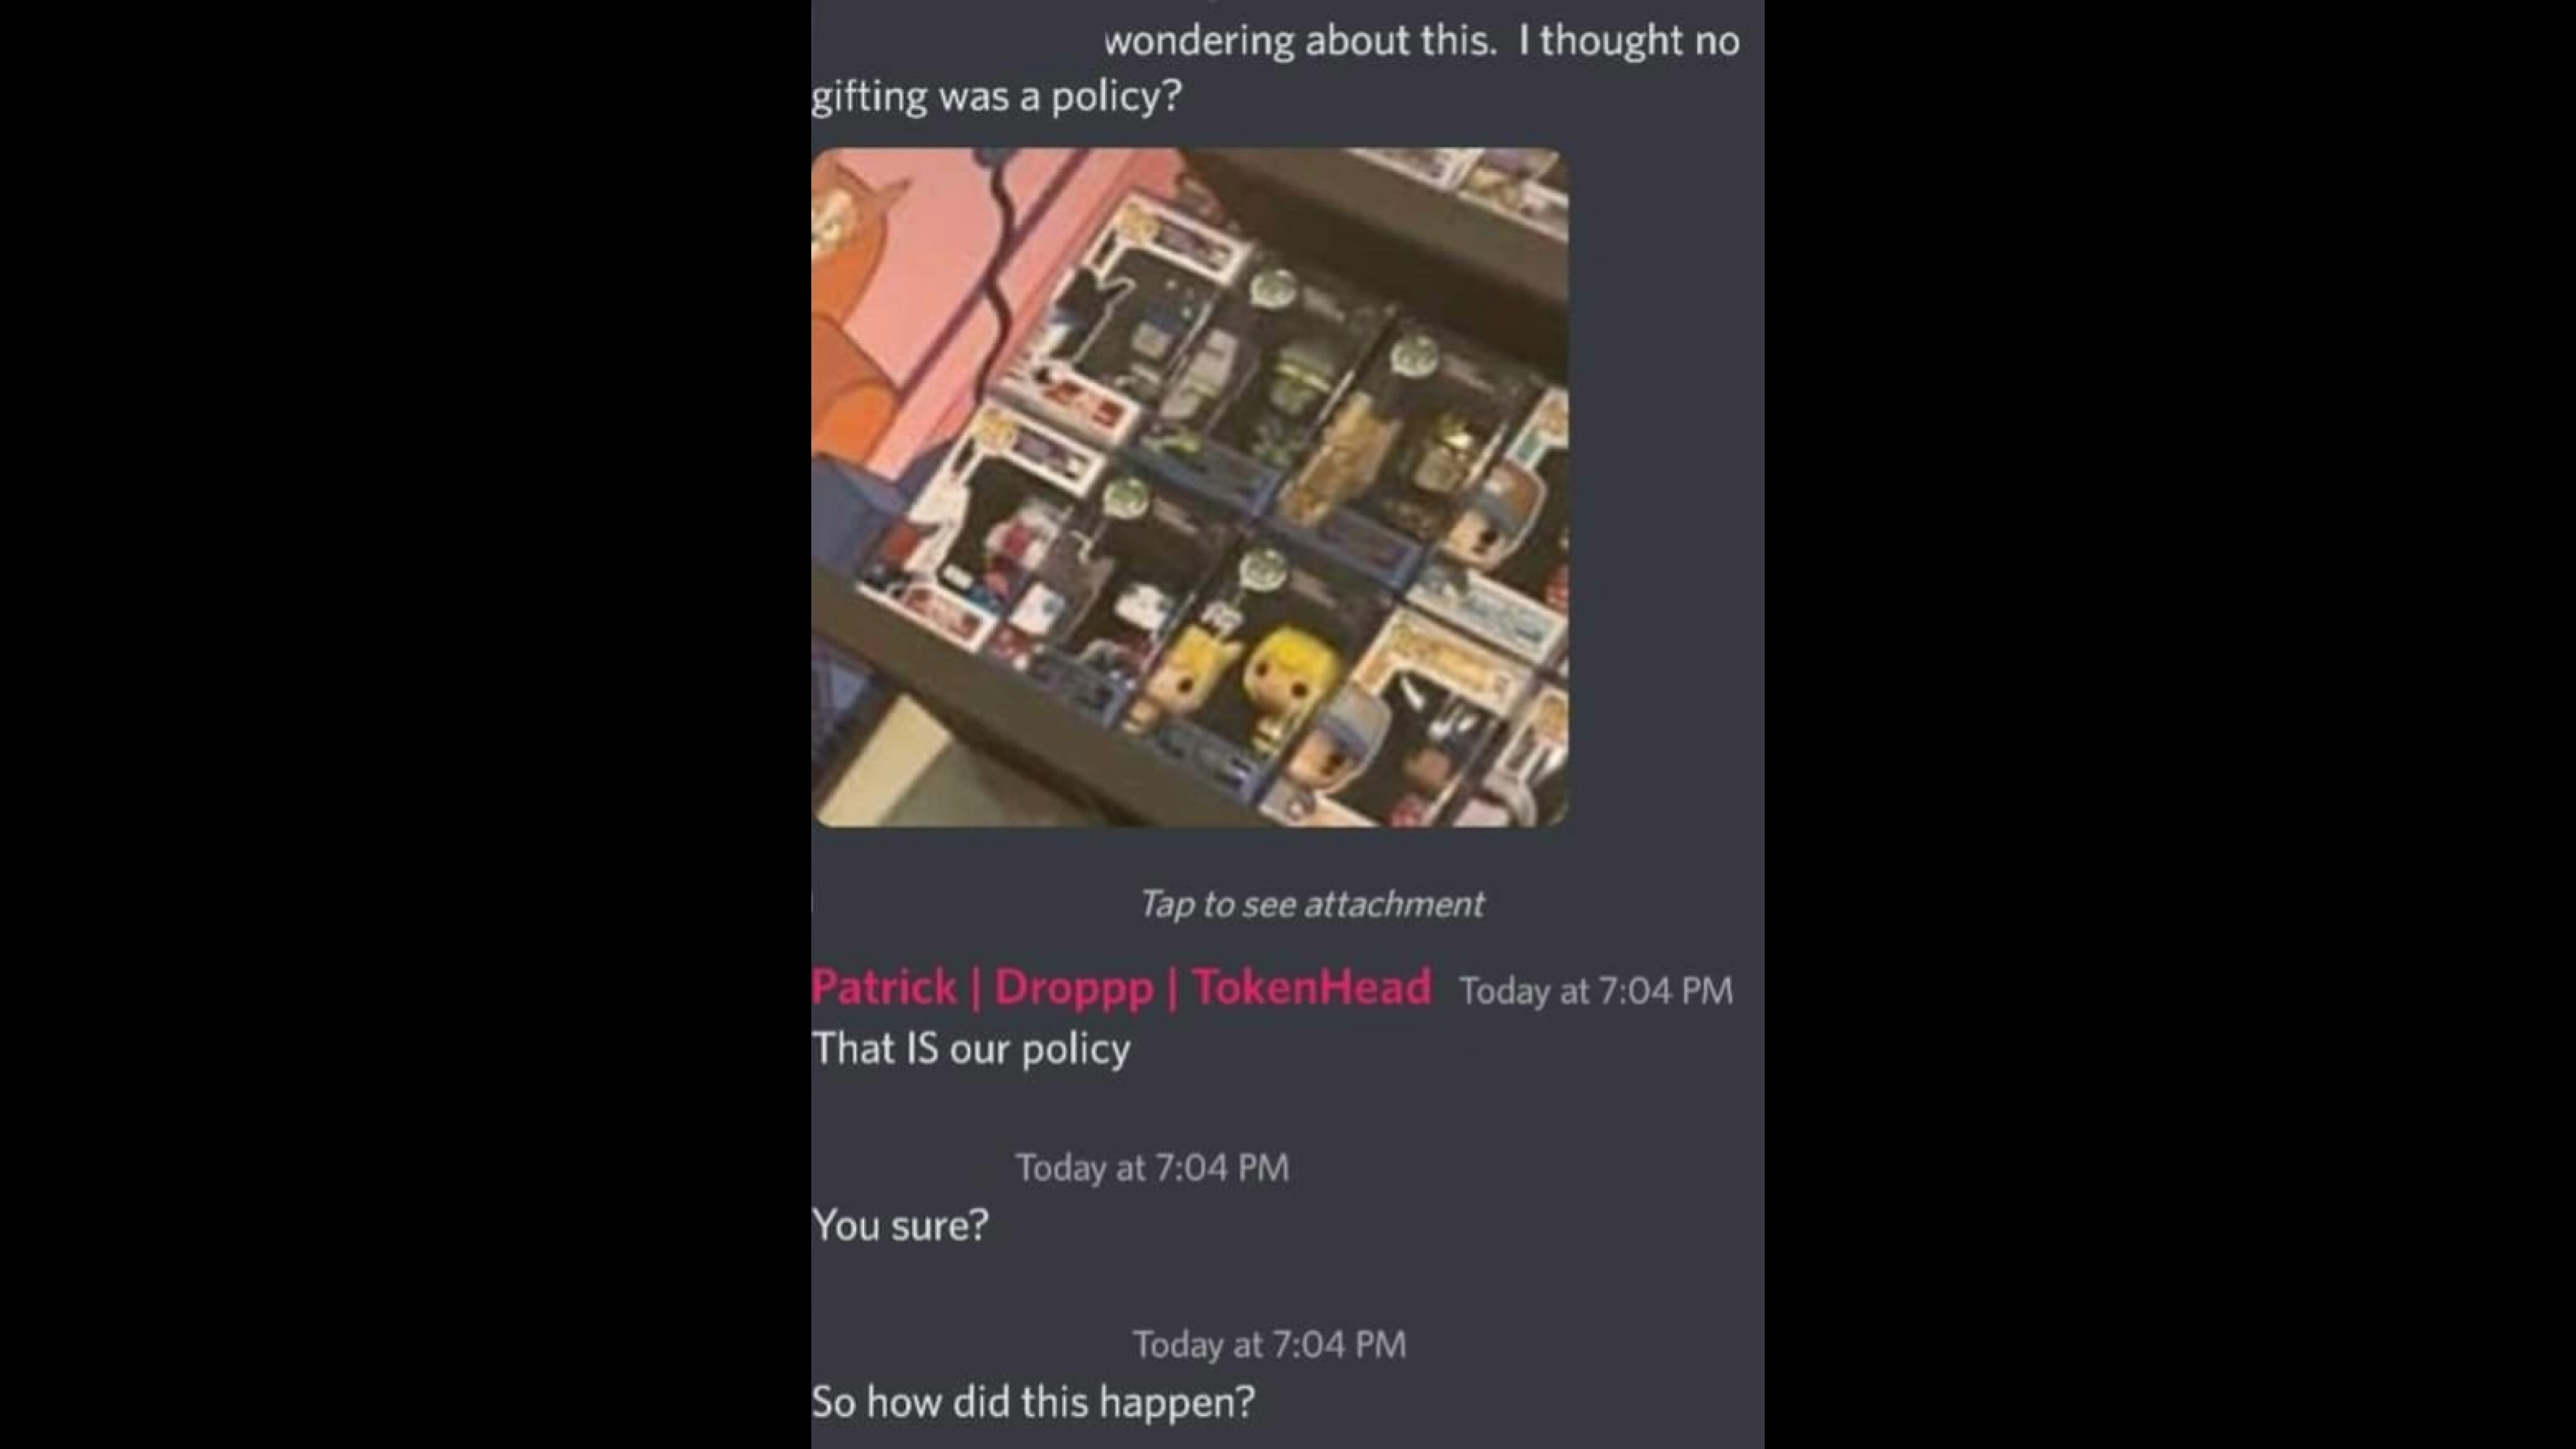 wondering about this. I thought no
gifting was a policy?
Tap to see attachment
Patrick | Droppp | TokenHead Today at 7:04 PM
That IS our policy
Today at 7:04 PM
You sure?
Today at 7:04 PM
So how did this happen?